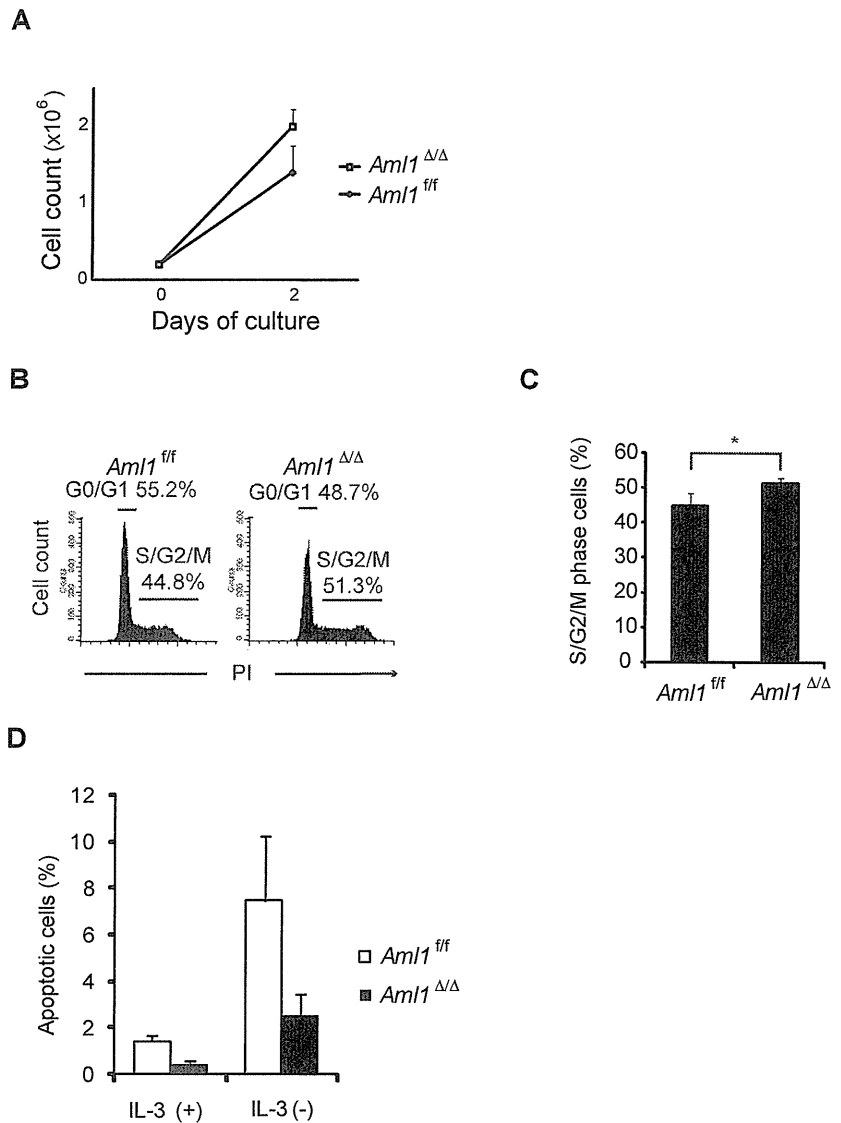 A
Cell count (x10⁶)
2
1
0
0
2
Days of culture
Aml1 Δ/Δ
Aml1 f/f
B
Aml1 f/f
G0/G1 55.2%
S/G2/M
44.8%
Aml1 Δ/Δ
G0/G1 48.7%
S/G2/M
51.3%
Cell count
PI
C
S/G2/M phase cells (%)
60
50
40
30
20
10
0
*
Aml1 f/f
Aml1 Δ/Δ
D
Apoptotic cells (%)
12
10
8
6
4
2
0
IL-3 (+)
IL-3 (-)
Aml1 f/f
Aml1 Δ/Δ